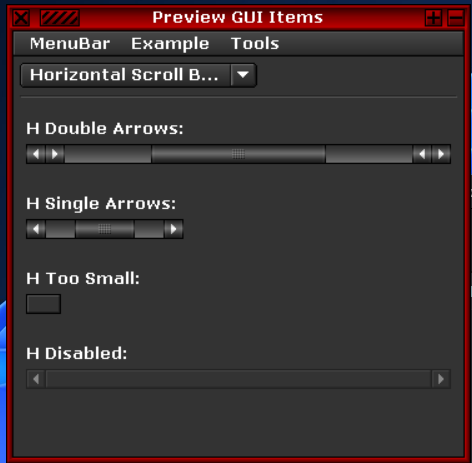 Preview GUI Items
MenuBar Example Tools
Horizontal Scroll B...
H Double Arrows:
H Single Arrows:
H Too Small:
H Disabled: